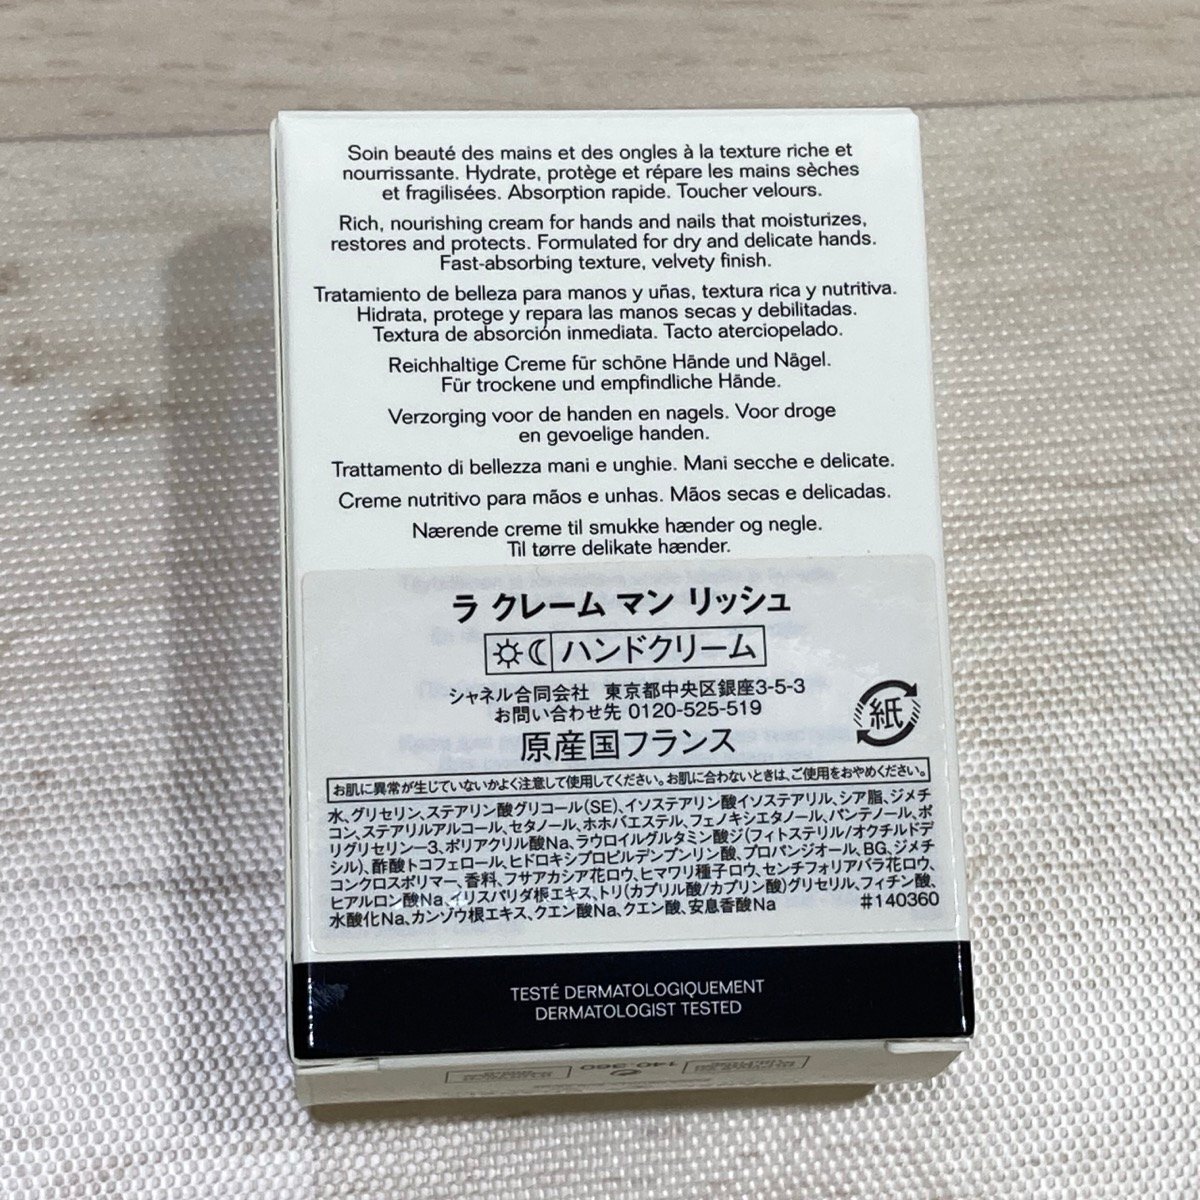 Soin beauté des mains et des ongles à la texture riche et
nourrissante. Hydrate, protège et répare les mains sèches
et fragilisées. Absorption rapide. Toucher velours.
Rich, nourishing cream for hands and nails that moisturizes,
restores and protects. Formulated for dry and delicate hands.
Fast-absorbing texture, velvety finish.
Tratamiento de belleza para manos y uñas, textura rica y nutritiva.
Hidrata, protege y repara las manos secas y debilitadas.
Textura de absorción inmediata. Tacto aterciopelado.
Reichhaltige Creme für schöne Hände und Nägel.
Für trockene und empfindliche Hände.
Verzorging voor de handen en nagels. Voor droge
en gevoelige handen.
Trattamento di bellezza mani e unghie. Mani secche e delicate.
Creme nutritivo para mãos e unhas. Mãos secas e delicadas.
Nærende creme til smukke hænder og negle.
Til tørre delikate hænder.
ラ クレーム マン リッシュ
ハンドクリーム
シャネル合同会社 東京都中央区銀座3-5-3
お問い合わせ先 0120-525-519
紙
原産国フランス
お肌に異常が生じていないかよく注意して使用してください。お肌に合わないときは、ご使用をおやめください。
水、グリセリン、ステアリン酸グリコール(SE)、イソステアリン酸イソステアリル、シア脂、ジメチ
コン、ステアリルアルコール、セタノール、ホホバエステル、フェノキシエタノール、パンテノール、ポ
リグリセリン-3、ポリアクリル酸Na、ラウロイルグルタミン酸ジ(フィトステリル/オクチルドデ
シル)、酢酸トコフェロール、ヒドロキシプロピルデンプンリン酸、プロパンジオール、BG、ジメチ
コンクロスポリマー、香料、フサアカシア花ロウ、ヒマワリ種子ロウ、センチフォリアバラ花ロウ、
ヒアルロン酸Na、イリスパリダ根エキス、トリ(カプリル酸/カプリン酸)グリセリル、フィチン酸、
水酸化Na、カンゾウ根エキス、クエン酸Na、クエン酸、安息香酸Na #140360
TESTÉ DERMATOLOGIQUEMENT
DERMATOLOGIST TESTED
140.360